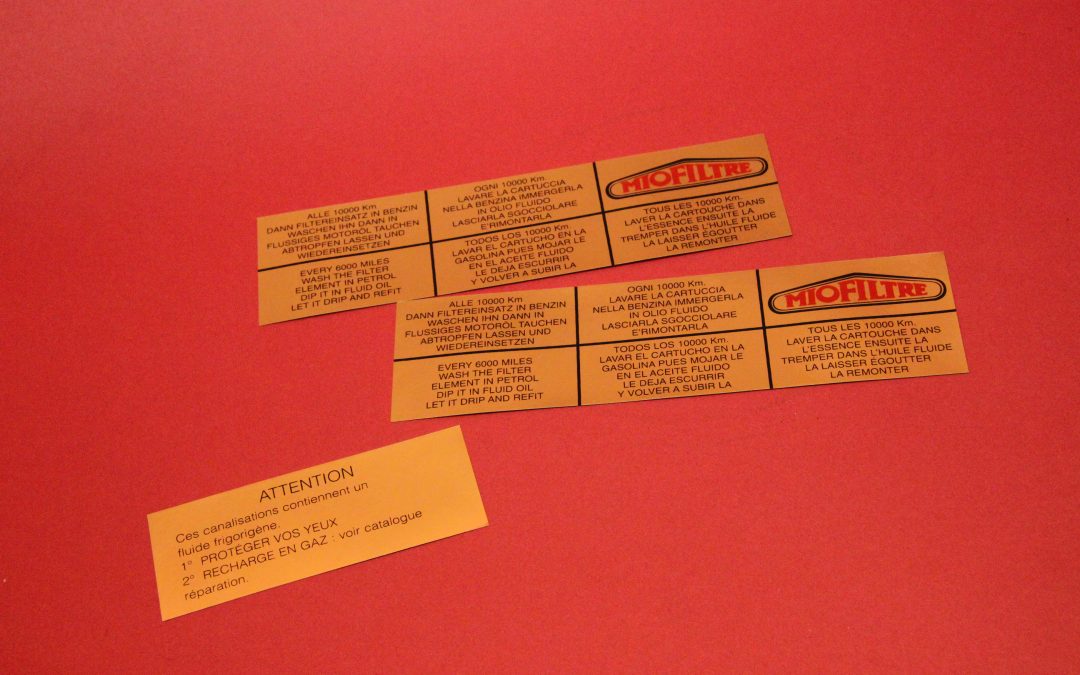 ALLE 10000 Km
DANN FILTEREINSATZ IN BENZIN
WASCHEN IHN DANN IN
FLUSSIGES MOTORÖL TAUCHEN
ABTROPFEN LASSEN UND
WIEDEREINSETZEN
EVERY 6000 MILES
WASH THE FILTER
ELEMENT IN PETROL
DIP IT IN FLUID OIL
LET IT DRIP AND REFIT
OGNI 10000 Km.
LAVARE LA CARTUCCIA
NELLA BENZINA IMMERGERLA
IN OLIO FLUIDO
LASCIARLA SGOCCIOLARE
E'RIMONTARLA
TODOS LOS 10000 Km.
LAVAR EL CARTUCHO EN LA
GASOLINA PUES MOJAR LE
EN EL ACEITE FLUIDO
LE DEJA ESCURRIR
Y VOLVER A SUBIR LA
MIOFILTRE
TOUS LES 10000 Km.
LAVER LA CARTOUCHE DANS
L'ESSENCE ENSUITE LA
TREMPER DANS L'HUILE FLUIDE
LA LAISSER ÉGOUTTER
LA REMONTER
ALLE 10000 Km
DANN FILTEREINSATZ IN BENZIN
WASCHEN IHN DANN IN
FLUSSIGES MOTORÖL TAUCHEN
ABTROPFEN LASSEN UND
WIEDEREINSETZEN
EVERY 6000 MILES
WASH THE FILTER
ELEMENT IN PETROL
DIP IT IN FLUID OIL
LET IT DRIP AND REFIT
OGNI 10000 Km.
LAVARE LA CARTUCCIA
NELLA BENZINA IMMERGERLA
IN OLIO FLUIDO
LASCIARLA SGOCCIOLARE
E'RIMONTARLA
TODOS LOS 10000 Km.
LAVAR EL CARTUCHO EN LA
GASOLINA PUES MOJAR LE
EN EL ACEITE FLUIDO
LE DEJA ESCURRIR
Y VOLVER A SUBIR LA
MIOFILTRE
TOUS LES 10000 Km.
LAVER LA CARTOUCHE DANS
L'ESSENCE ENSUITE LA
TREMPER DANS L'HUILE FLUIDE
LA LAISSER ÉGOUTTER
LA REMONTER
ATTENTION
Ces canalisations contiennent un
fluide frigorigène.
1° PROTÉGER VOS YEUX
2° RECHARGE EN GAZ : voir catalogue
réparation.